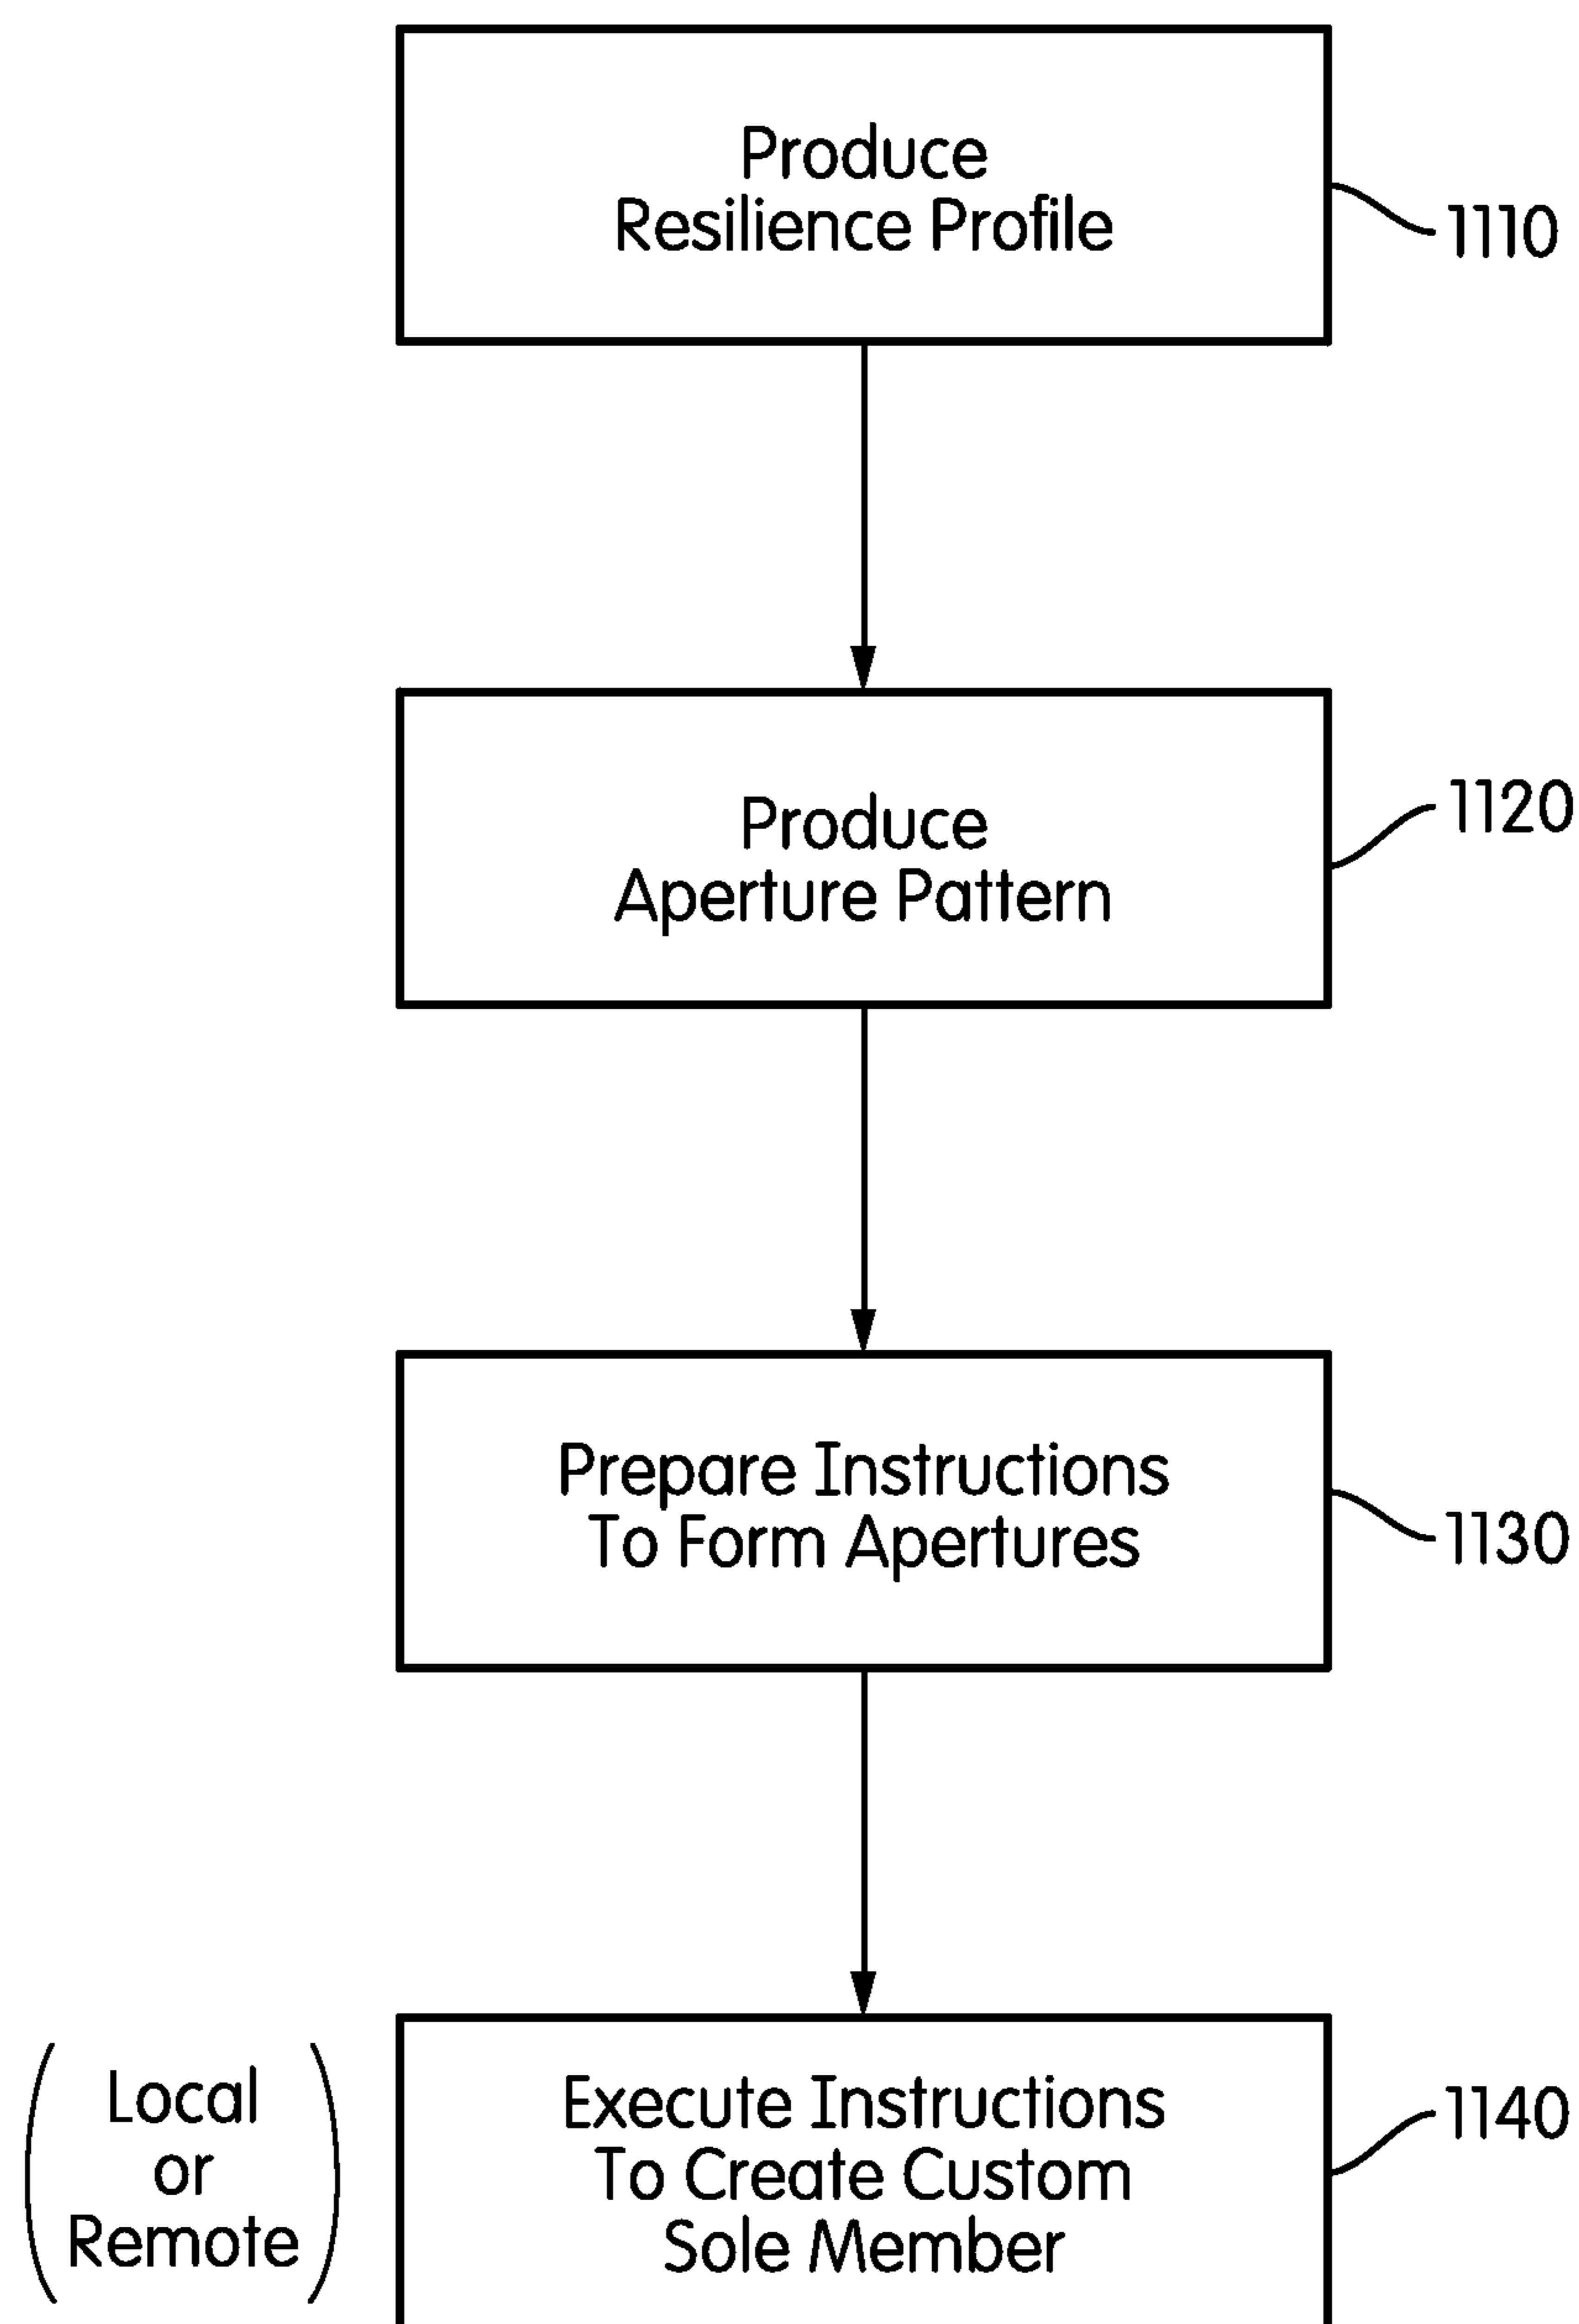 Produce
Resilience Profile
1110
Produce
Aperture Pattern
1120
Prepare Instructions
To Form Apertures
1130
(Local
or
Remote)
Execute Instructions
To Create Custom
Sole Member
1140